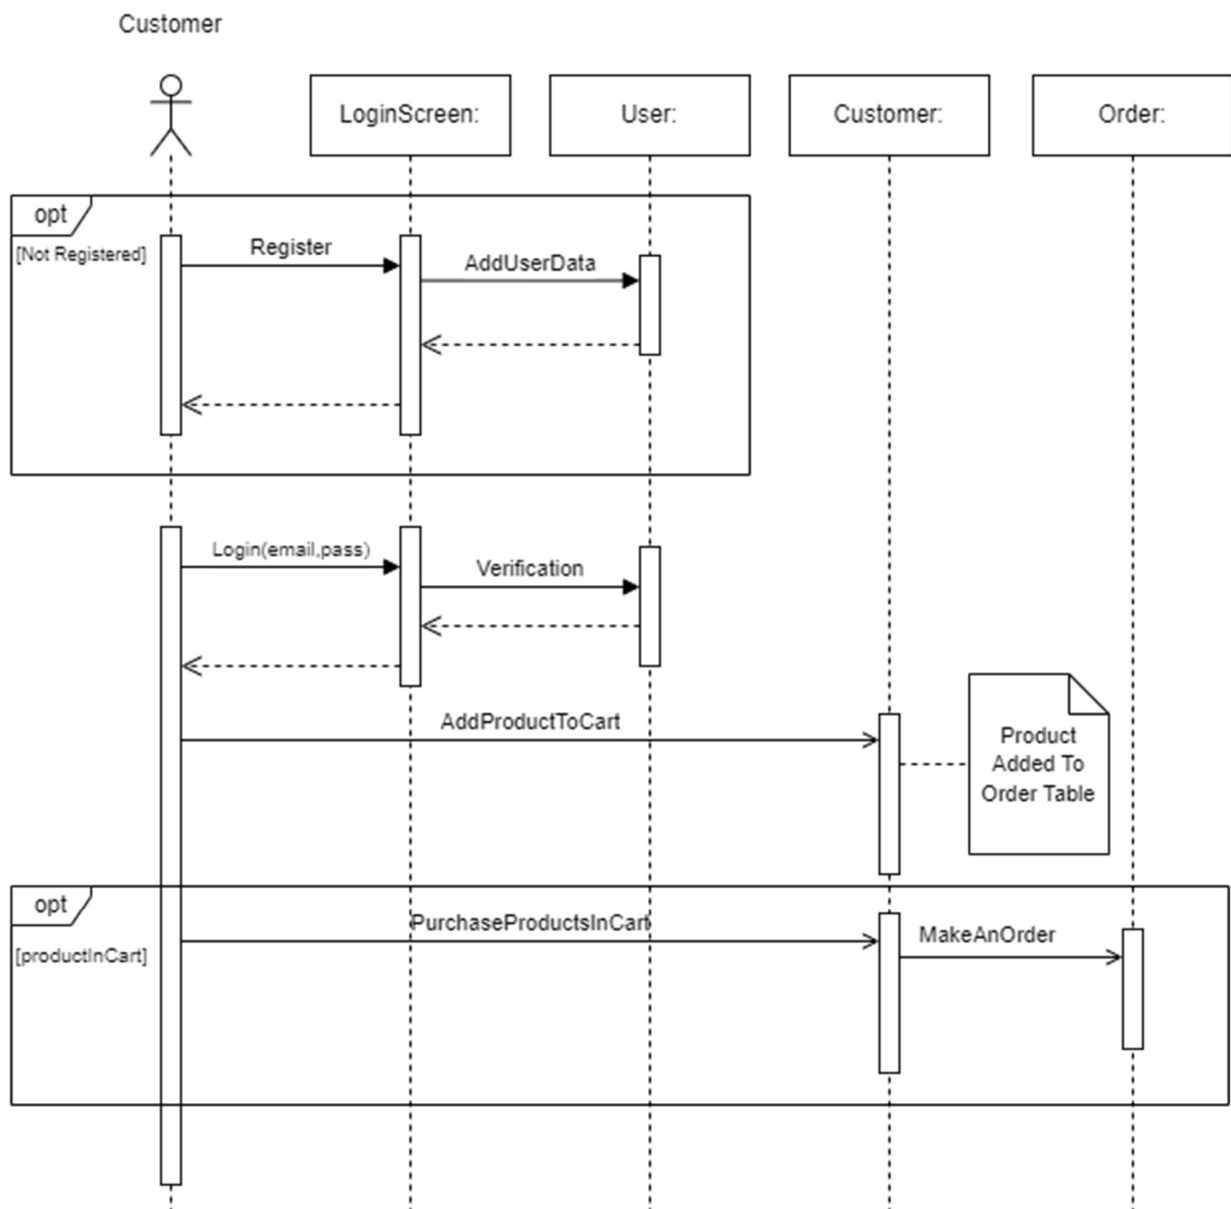 Customer
LoginScreen:
User:
Customer:
Order:
opt
[Not Registered]
Register
AddUserData
Login(email,pass)
Verification
AddProductToCart
Product
Added To
Order Table
opt
[productInCart]
PurchaseProductsInCart
MakeAnOrder